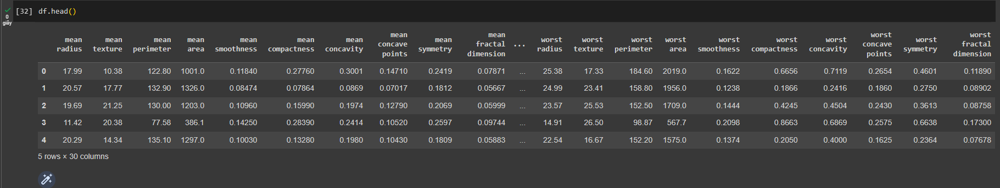 [32] df.head()
0
giây
mean radius mean texture mean perimeter mean area mean smoothness mean compactness mean concavity mean concave points mean symmetry mean fractal dimension ... worst radius worst texture worst perimeter worst area worst smoothness worst compactness worst concavity worst concave points worst symmetry worst fractal dimension
0 17.99 10.38 122.80 1001.0 0.11840 0.27760 0.3001 0.14710 0.2419 0.07871 ... 25.38 17.33 184.60 2019.0 0.1622 0.6656 0.7119 0.2654 0.4601 0.11890
1 20.57 17.77 132.90 1326.0 0.08474 0.07864 0.0869 0.07017 0.1812 0.05667 ... 24.99 23.41 158.80 1956.0 0.1238 0.1866 0.2416 0.1860 0.2750 0.08902
2 19.69 21.25 130.00 1203.0 0.10960 0.15990 0.1974 0.12790 0.2069 0.05999 ... 23.57 25.53 152.50 1709.0 0.1444 0.4245 0.4504 0.2430 0.3613 0.08758
3 11.42 20.38 77.58 386.1 0.14250 0.28390 0.2414 0.10520 0.2597 0.09744 ... 14.91 26.50 98.87 567.7 0.2098 0.8663 0.6869 0.2575 0.6638 0.17300
4 20.29 14.34 135.10 1297.0 0.10030 0.13280 0.1980 0.10430 0.1809 0.05883 ... 22.54 16.67 152.20 1575.0 0.1374 0.2050 0.4000 0.1625 0.2364 0.07678
5 rows × 30 columns